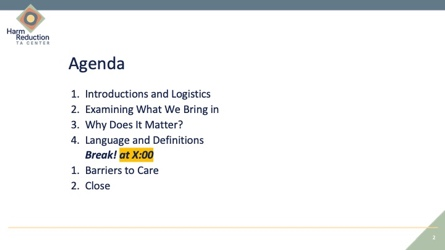 Harm
Reduction
TA CENTER
Agenda
1. Introductions and Logistics
2. Examining What We Bring in
3. Why Does It Matter?
4. Language and Definitions
Break! at X:00
1. Barriers to Care
2. Close
2